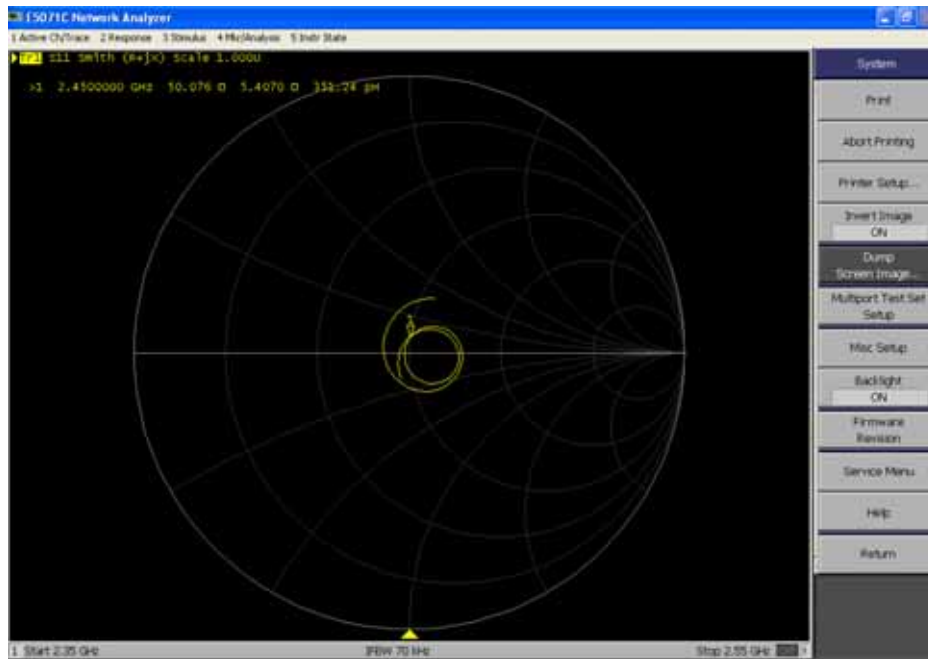 E5071C Network Analyzer
1 Active Ch/Trace 2 Response 3 Stimulus 4 Mkr/Analysis 5 Instr State
Tr1 S11 Smith (R+jX) Scale 1.000U
>1 2.4500000 GHz 50.076 Ω 5.4070 Ω 351.24 pH
System
Print
Abort Printing
Printer Setup...
Invert Image
ON
Dump
Screen Image...
Multiport Test Set
Setup
Misc Setup
Backlight
ON
Firmware
Revision
Service Menu
Help
Return
1 Start 2.35 GHz IFBW 70 kHz Stop 2.55 GHz